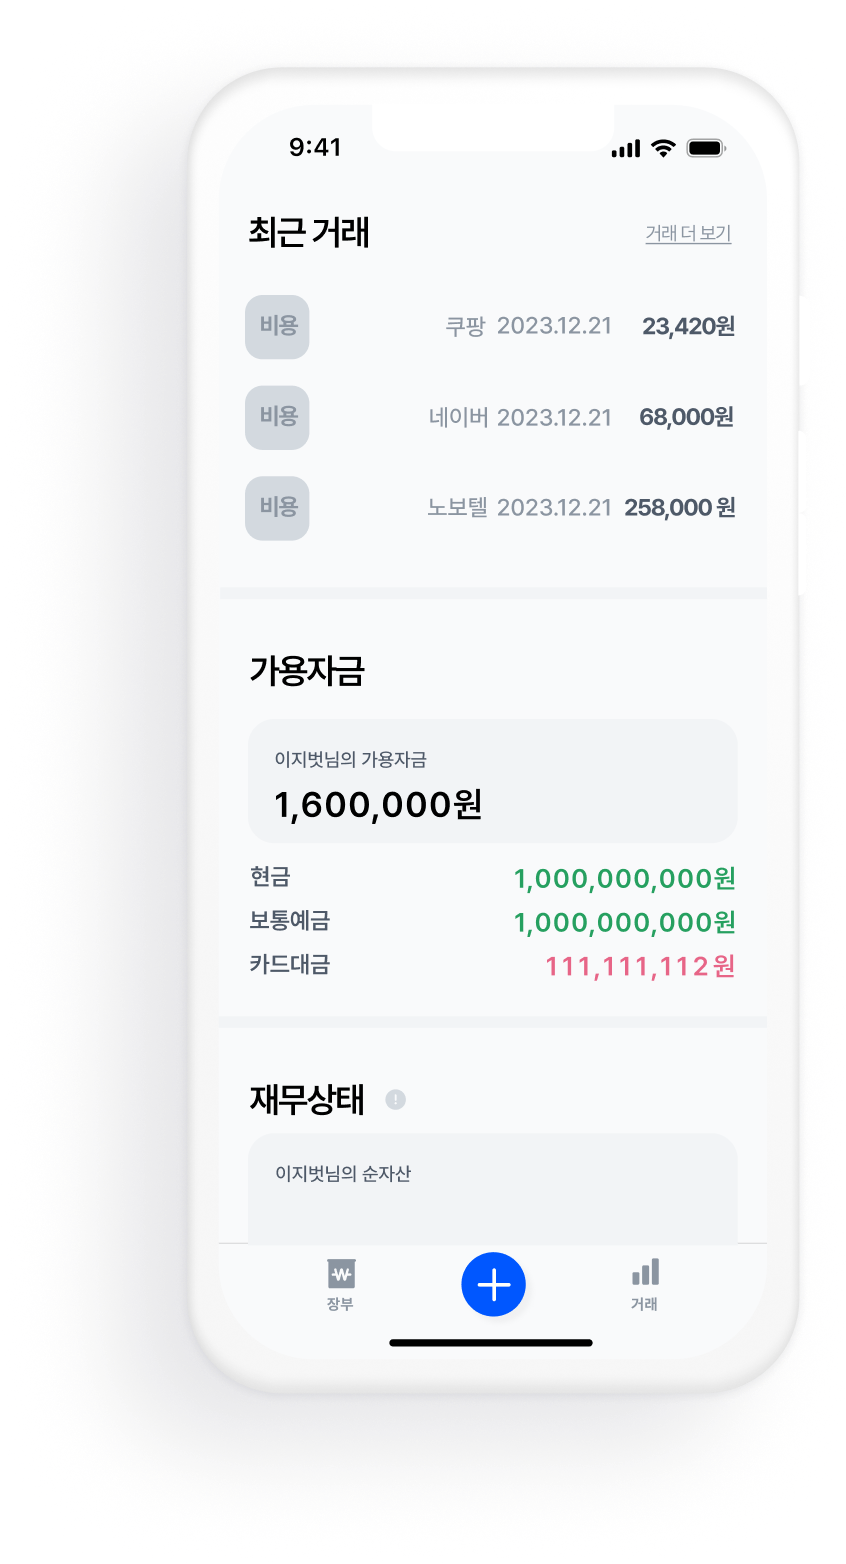 9:41
최근 거래
거래 더 보기
비용 쿠팡 2023.12.21 23,420원
비용 네이버 2023.12.21 68,000원
비용 노보텔 2023.12.21 258,000 원
가용자금
이지벗님의 가용자금
1,600,000원
현금 1,000,000,000원
보통예금 1,000,000,000원
카드대금 111,111,112 원
재무상태 !
이지벗님의 순자산
장부
거래